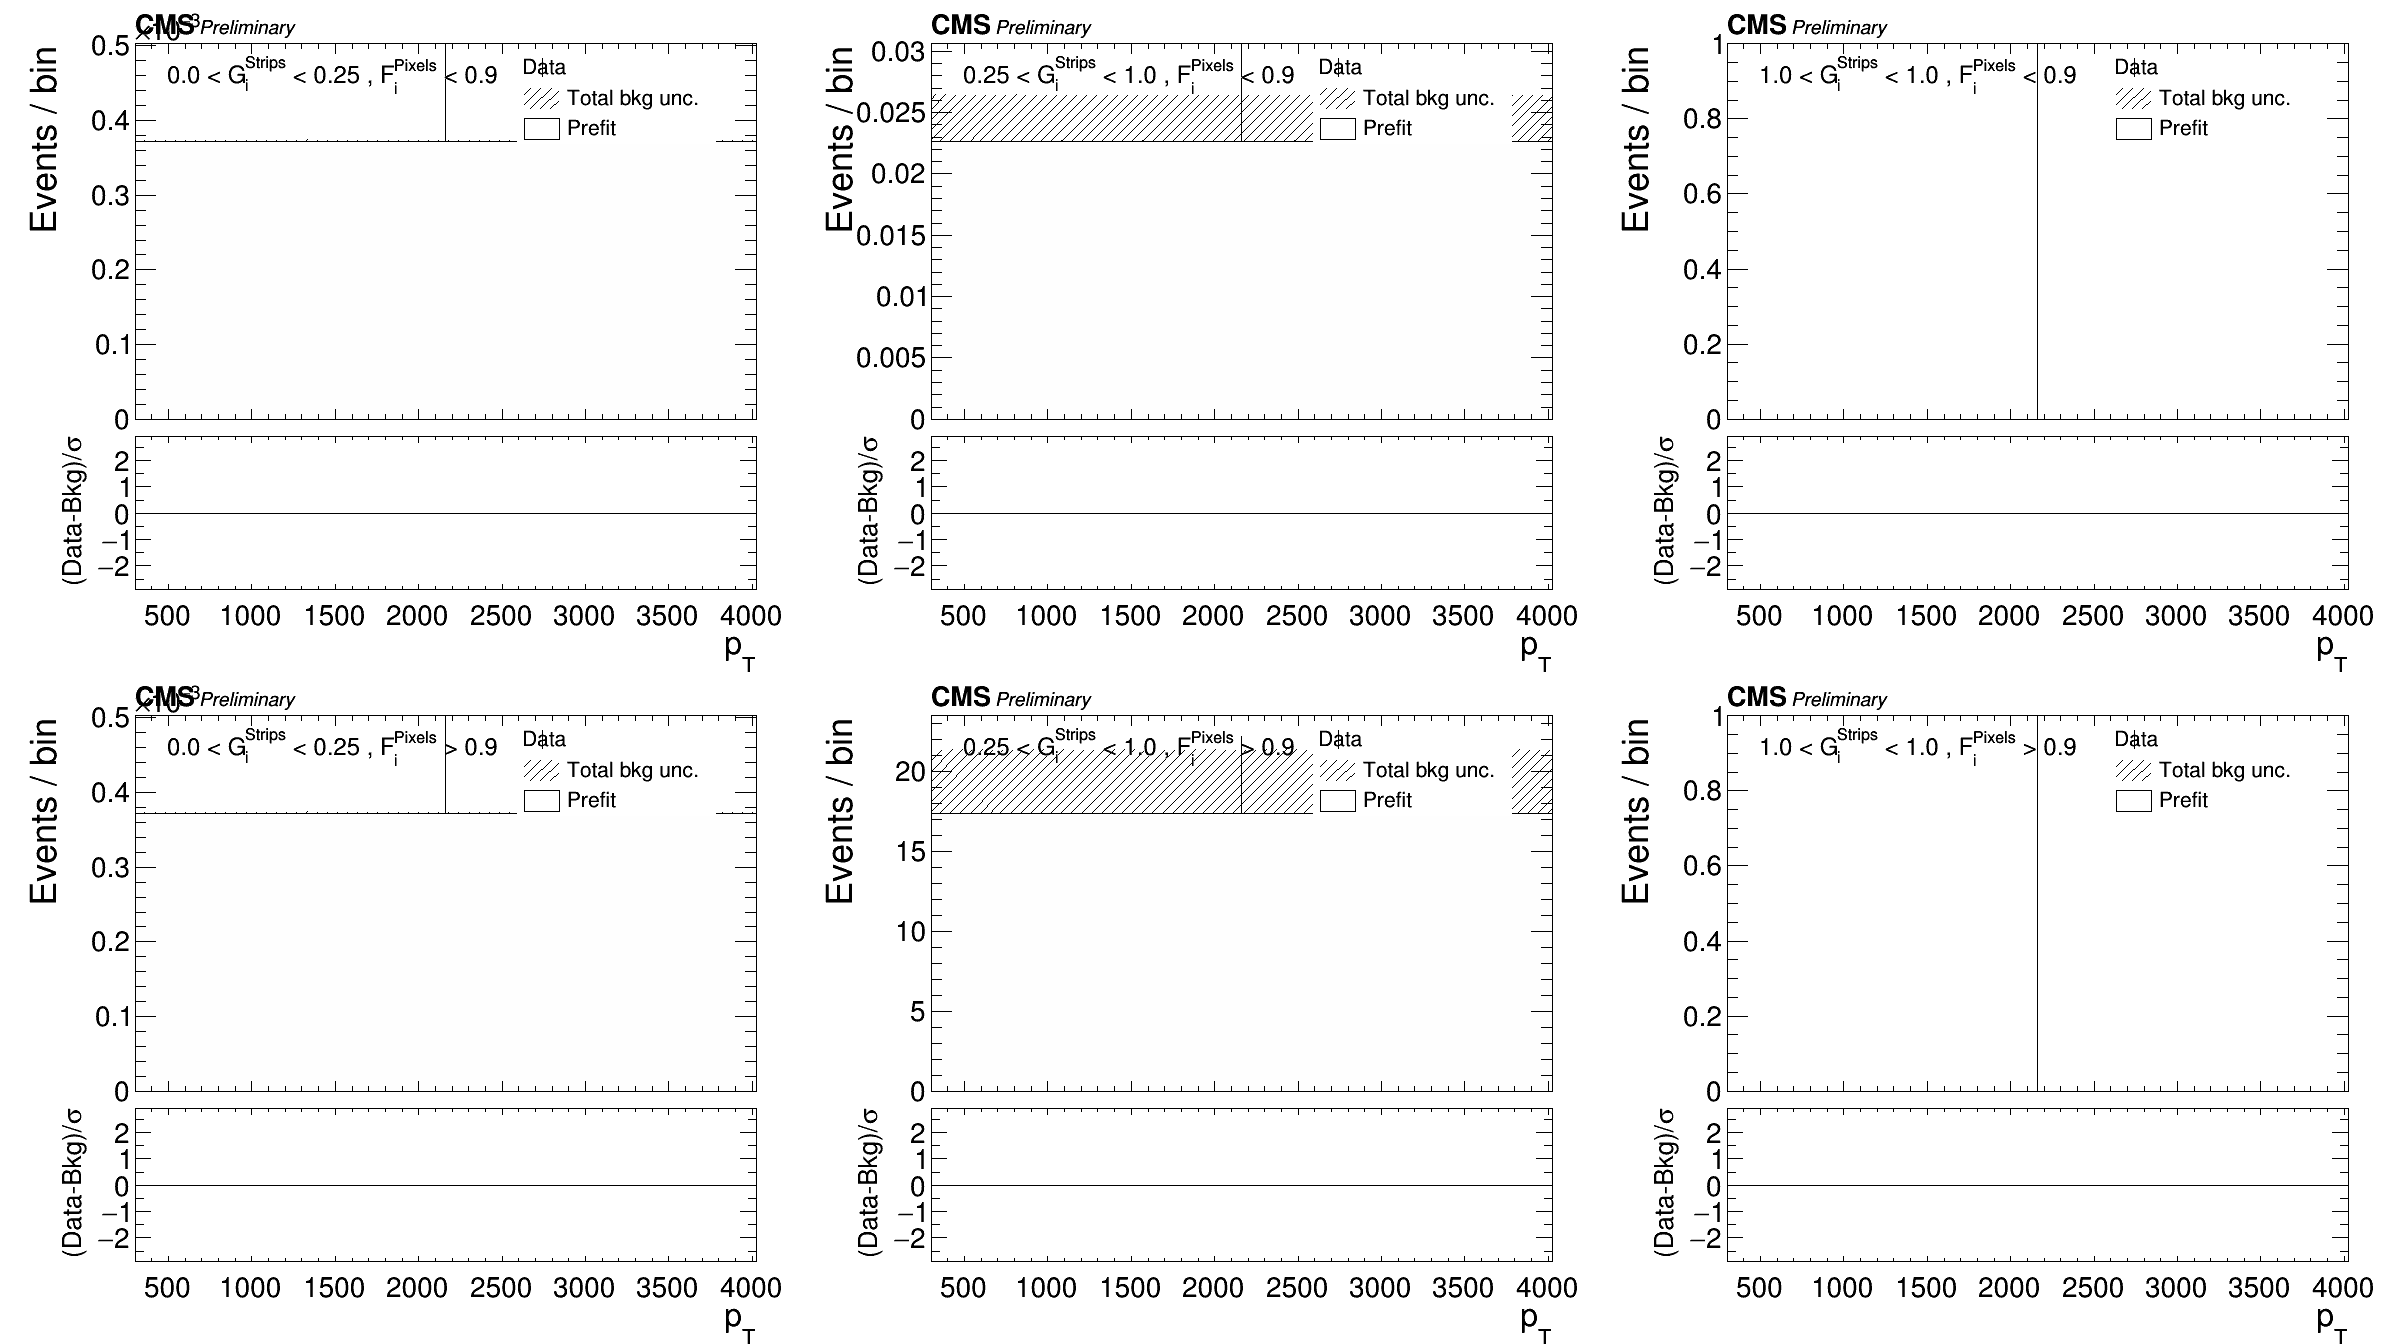 CMS Preliminary
×10^3
Events / bin
0.0 < G_i^Strips < 0.25 , F_i^Pixels < 0.9
Data
Total bkg unc.
Prefit
0.5
0.4
0.3
0.2
0.1
0
(Data-Bkg)/σ
2
1
0
−1
−2
500 1000 1500 2000 2500 3000 3500 4000
p_T
CMS Preliminary
Events / bin
0.25 < G_i^Strips < 1.0 , F_i^Pixels < 0.9
Data
Total bkg unc.
Prefit
0.03
0.025
0.02
0.015
0.01
0.005
0
(Data-Bkg)/σ
2
1
0
−1
−2
500 1000 1500 2000 2500 3000 3500 4000
p_T
CMS Preliminary
Events / bin
1.0 < G_i^Strips < 1.0 , F_i^Pixels < 0.9
Data
Total bkg unc.
Prefit
1
0.8
0.6
0.4
0.2
0
(Data-Bkg)/σ
2
1
0
−1
−2
500 1000 1500 2000 2500 3000 3500 4000
p_T
CMS Preliminary
×10^3
Events / bin
0.0 < G_i^Strips < 0.25 , F_i^Pixels > 0.9
Data
Total bkg unc.
Prefit
0.5
0.4
0.3
0.2
0.1
0
(Data-Bkg)/σ
2
1
0
−1
−2
500 1000 1500 2000 2500 3000 3500 4000
p_T
CMS Preliminary
Events / bin
0.25 < G_i^Strips < 1.0 , F_i^Pixels > 0.9
Data
Total bkg unc.
Prefit
20
15
10
5
0
(Data-Bkg)/σ
2
1
0
−1
−2
500 1000 1500 2000 2500 3000 3500 4000
p_T
CMS Preliminary
Events / bin
1.0 < G_i^Strips < 1.0 , F_i^Pixels > 0.9
Data
Total bkg unc.
Prefit
1
0.8
0.6
0.4
0.2
0
(Data-Bkg)/σ
2
1
0
−1
−2
500 1000 1500 2000 2500 3000 3500 4000
p_T